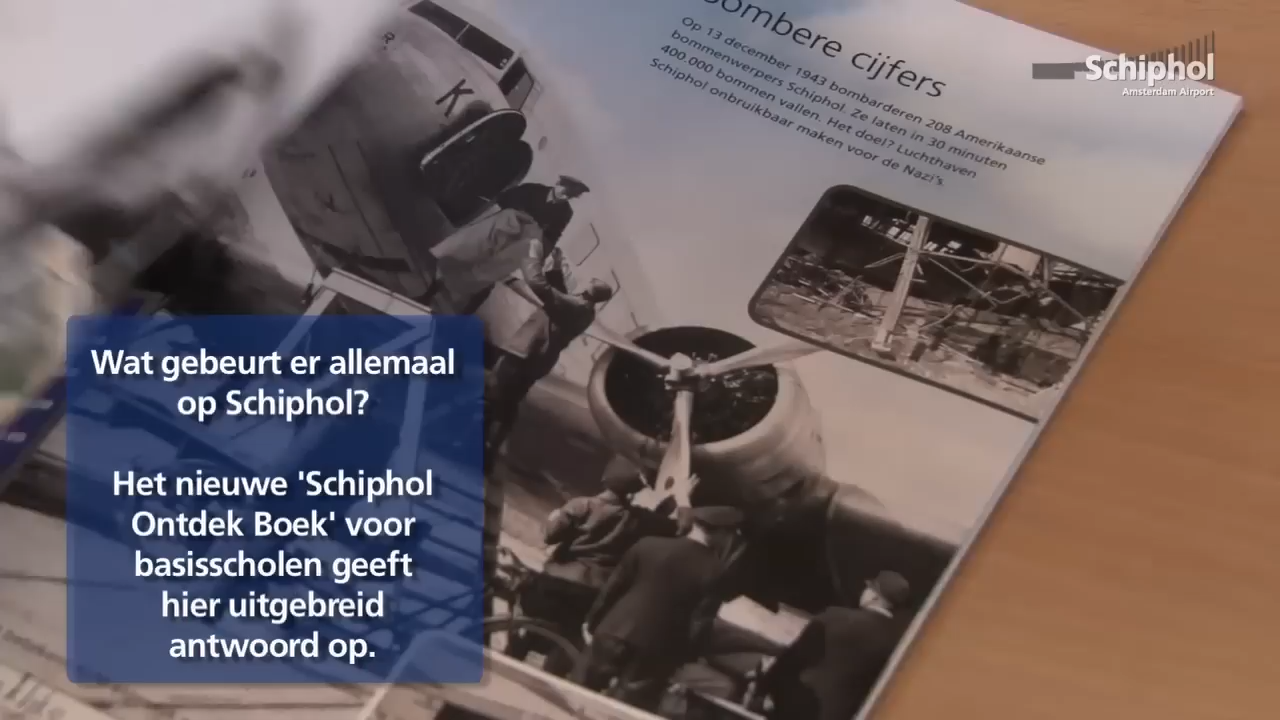 Bombere cijfers
Op 13 december 1943 bombarderen 208 Amerikaanse
bommenwerpers Schiphol. Ze laten in 30 minuten
400.000 bommen vallen. Het doel? Luchthaven
Schiphol onbruikbaar maken voor de Nazi's.
Schiphol
Amsterdam Airport
R
K
Wat gebeurt er allemaal
op Schiphol?
Het nieuwe 'Schiphol
Ontdek Boek' voor
basisscholen geeft
hier uitgebreid
antwoord op.